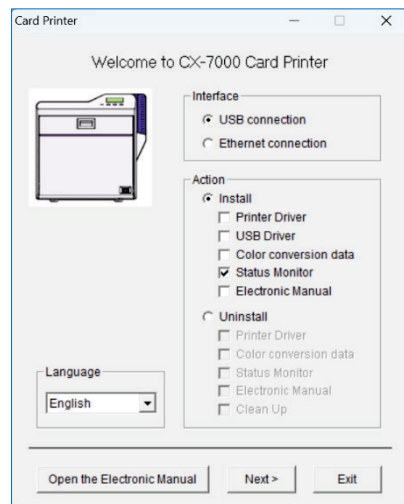 Card Printer
Welcome to CX-7000 Card Printer
Interface
USB connection
Ethernet connection
Action
Install
Printer Driver
USB Driver
Color conversion data
Status Monitor
Electronic Manual
Uninstall
Printer Driver
Color conversion data
Status Monitor
Electronic Manual
Clean Up
Language
English
Open the Electronic Manual
Next >
Exit